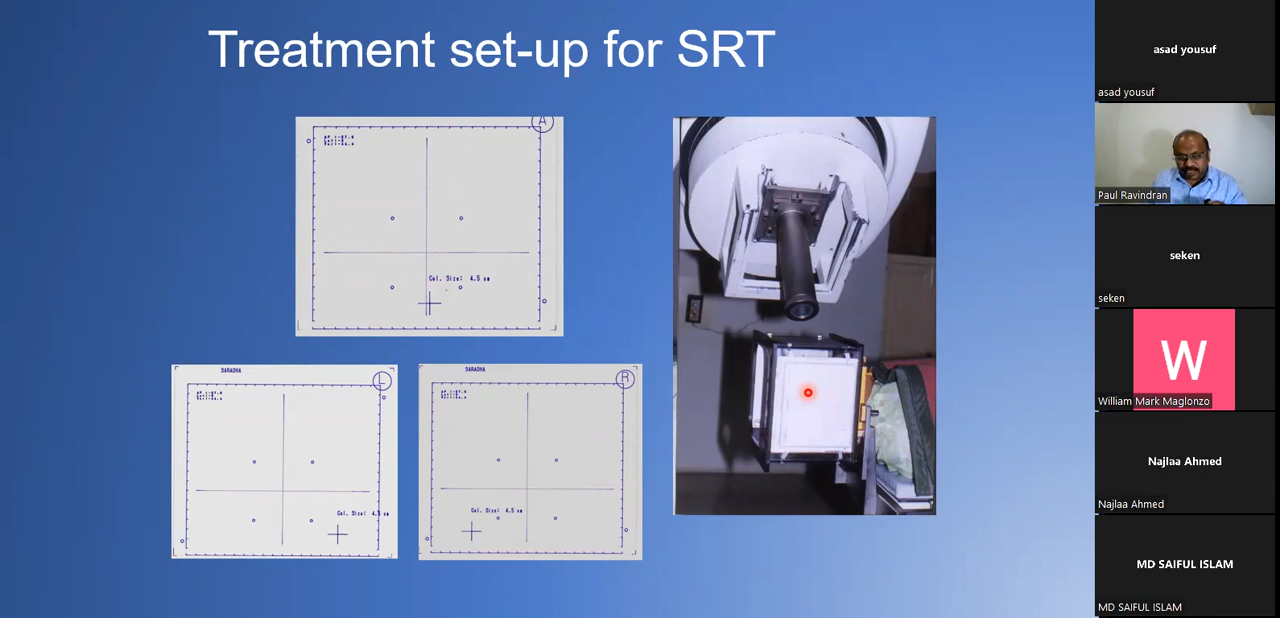 Treatment set-up for SRT
A
Col. Size: 4.5 cm
SARADHA
L
Col. Size: 4.5 cm
SARADHA
R
Col. Size: 4.5 cm
asad yousuf
asad yousuf
Paul Ravindran
seken
seken
W
William Mark Maglonzo
Najlaa Ahmed
Najlaa Ahmed
MD SAIFUL ISLAM
MD SAIFUL ISLAM